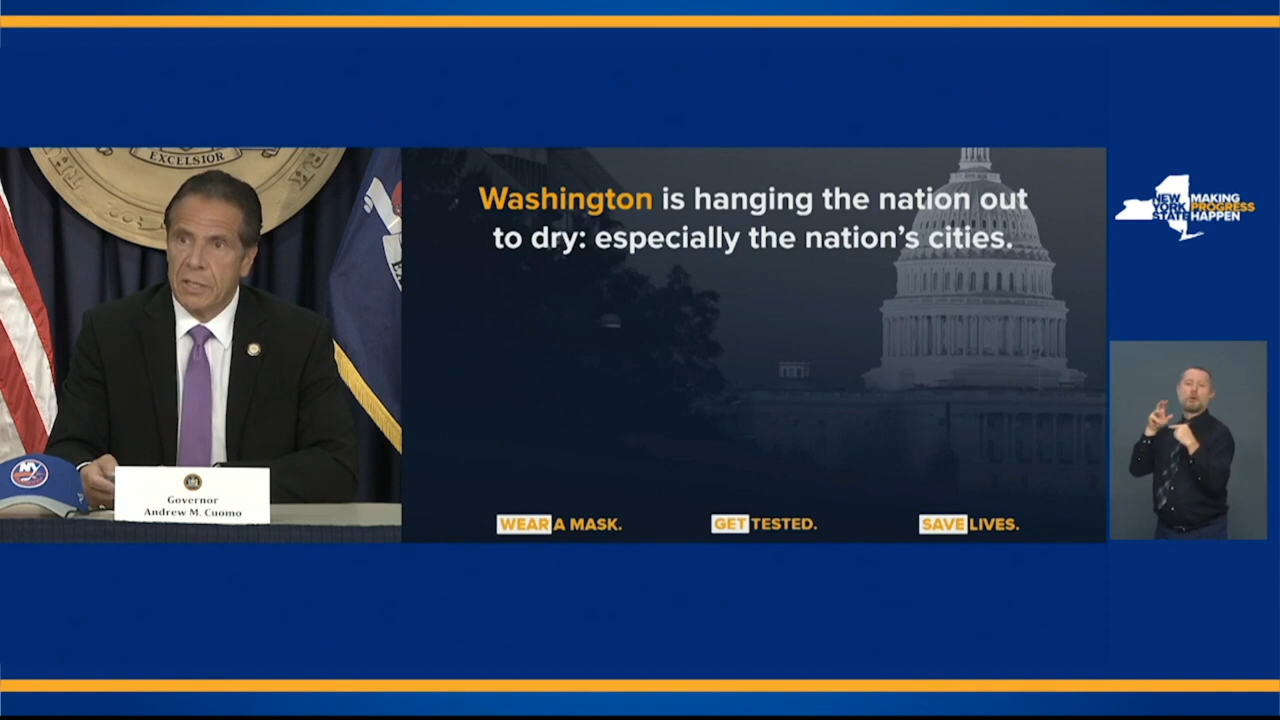 EXCELSIOR
NY
Governor
Andrew M. Cuomo
Washington is hanging the nation out
to dry: especially the nation's cities.
WEAR A MASK.
GET TESTED.
SAVE LIVES.
NEW
YORK
STATE
MAKING
PROGRESS
HAPPEN